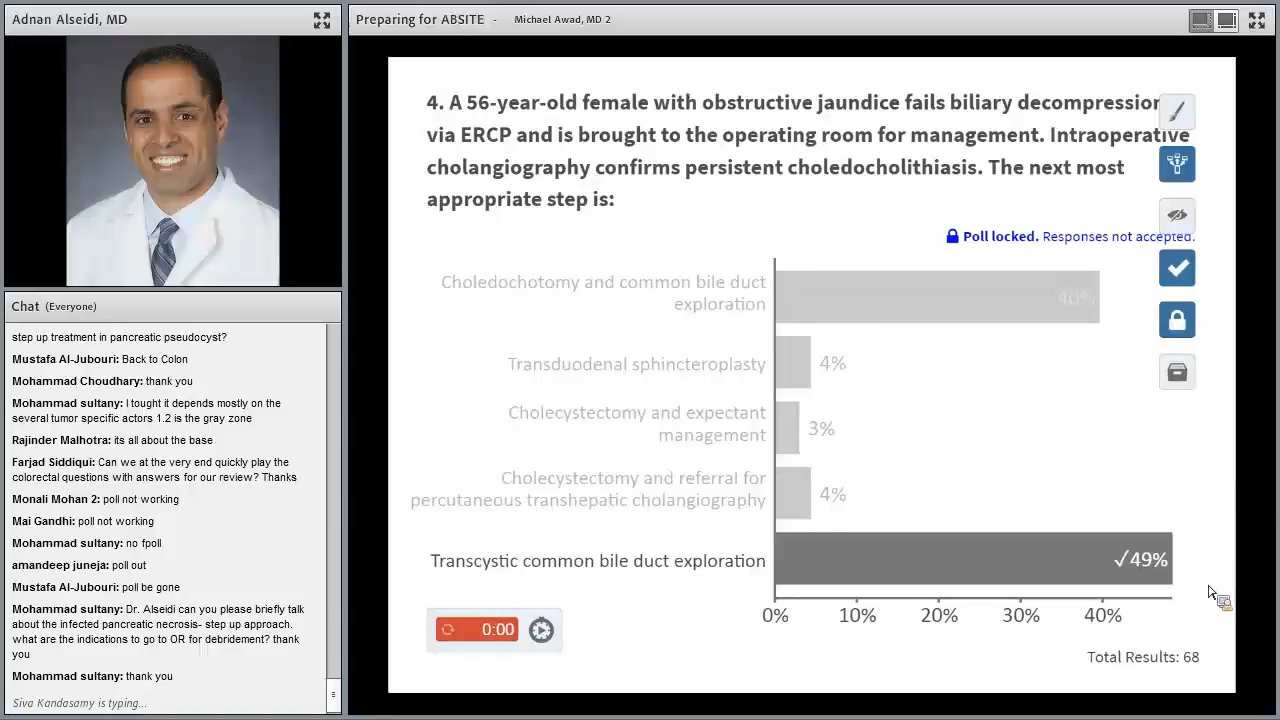 Adnan Alseidi, MD
Preparing for ABSITE - Michael Awad, MD 2
4. A 56-year-old female with obstructive jaundice fails biliary decompression
via ERCP and is brought to the operating room for management. Intraoperative
cholangiography confirms persistent choledocholithiasis. The next most
appropriate step is:
Poll locked. Responses not accepted.
Choledochotomy and common bile duct
exploration
40%
Transduodenal sphincteroplasty
4%
Cholecystectomy and expectant
management
3%
Cholecystectomy and referral for
percutaneous transhepatic cholangiography
4%
Transcystic common bile duct exploration
✓49%
0% 10% 20% 30% 40%
0:00
Total Results: 68
Chat (Everyone)
step up treatment in pancreatic pseudocyst?
Mustafa Al-Jubouri: Back to Colon
Mohammad Choudhary: thank you
Mohammad sultany: I tought it depends mostly on the
several tumor specific actors 1.2 is the gray zone
Rajinder Malhotra: its all about the base
Farjad Siddiqui: Can we at the very end quickly play the
colorectal questions with answers for our review? Thanks
Monali Mohan 2: poll not working
Mai Gandhi: poll not working
Mohammad sultany: no fpoll
amandeep juneja: poll out
Mustafa Al-Jubouri: poll be gone
Mohammad sultany: Dr. Alseidi can you please briefly talk
about the infected pancreatic necrosis- step up approach.
what are the indications to go to OR for debridement? thank
you
Mohammad sultany: thank you
Siva Kandasamy is typing...